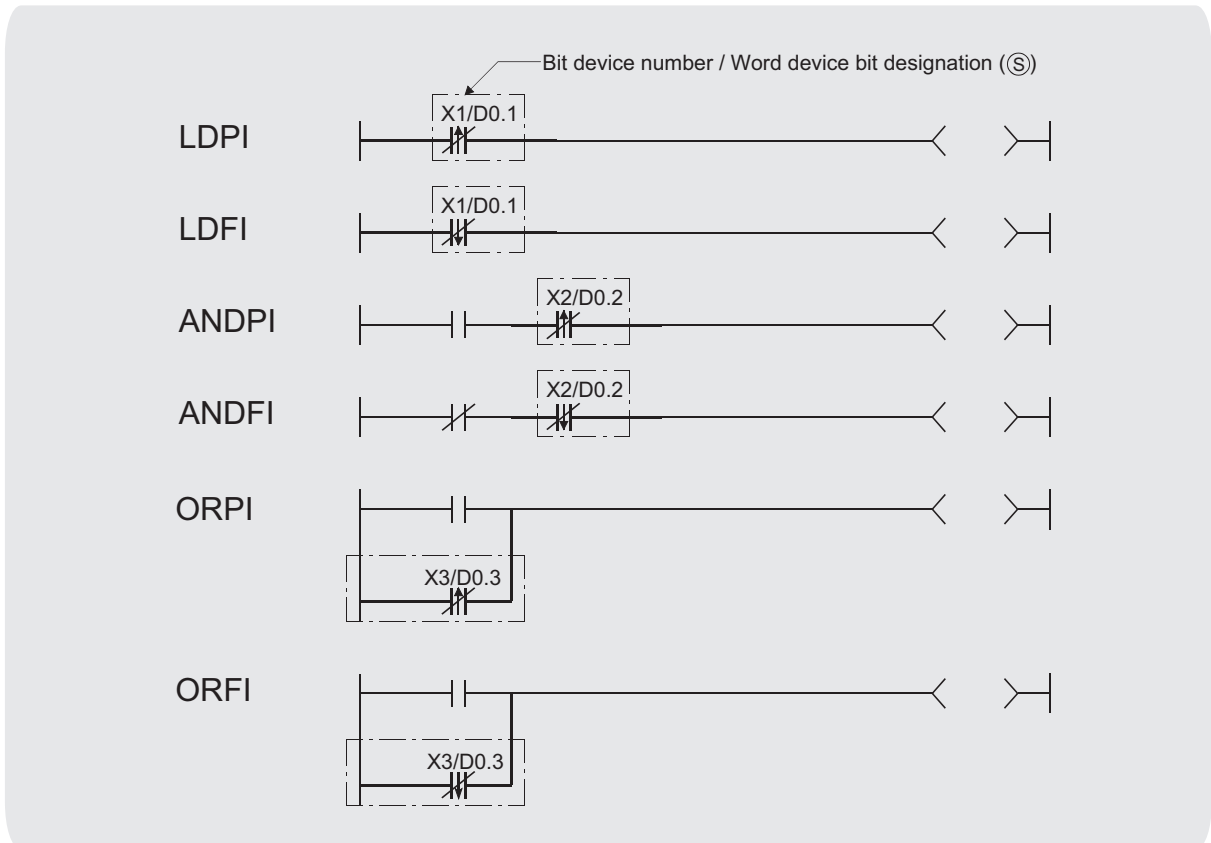 Bit device number / Word device bit designation (Ⓢ)
X1/D0.1
LDPI
X1/D0.1
LDFI
X2/D0.2
ANDPI
X2/D0.2
ANDFI
ORPI
X3/D0.3
ORFI
X3/D0.3